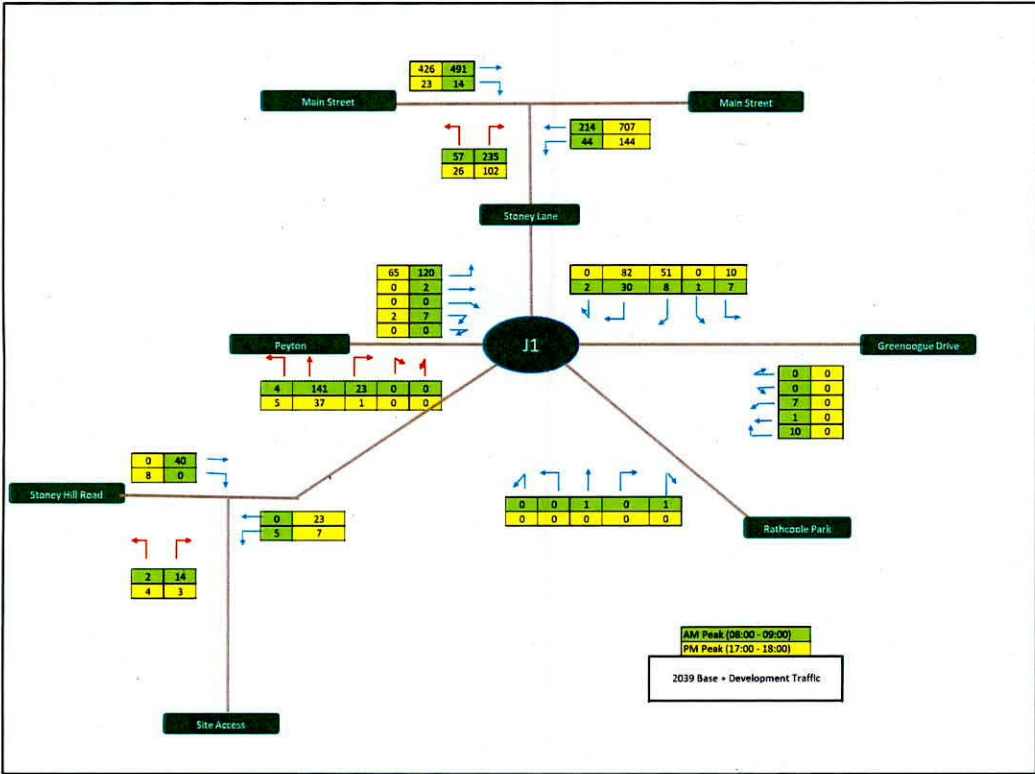 426 491
23 14
Main Street
Main Street
214 707
44 144
57 235
26 102
Stoney Lane
65 120
0 2
0 0
2 7
0 0
0 82 51 0 10
2 30 8 1 7
J1
Peyton
Greenogue Drive
4 141 23 0 0
5 37 1 0 0
0 0
0 0
7 0
1 0
10 0
0 40
8 0
Stoney Hill Road
0 23
5 7
0 0 1 0 1
0 0 0 0 0
Rathcoole Park
2 14
4 3
AM Peak (08:00 - 09:00)
PM Peak (17:00 - 18:00)
2039 Base + Development Traffic
Site Access